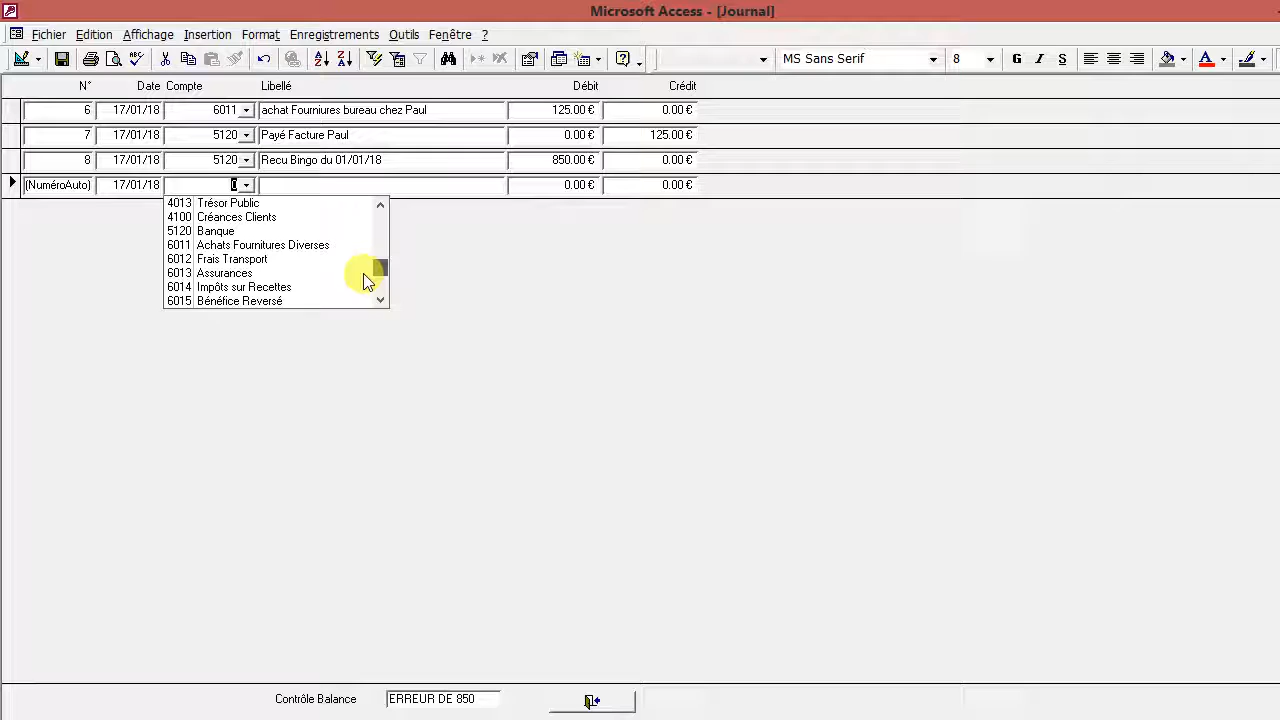 Microsoft Access - [Journal]
Fichier Edition Affichage Insertion Format Enregistrements Outils Fenêtre ?
MS Sans Serif 8 G I S
N° Date Compte Libellé Débit Crédit
6 17/01/18 6011 achat Fourniures bureau chez Paul 125.00 € 0.00 €
7 17/01/18 5120 Payé Facture Paul 0.00 € 125.00 €
8 17/01/18 5120 Recu Bingo du 01/01/18 850.00 € 0.00 €
(NuméroAuto) 17/01/18 0 0.00 € 0.00 €
4013 Trésor Public
4100 Créances Clients
5120 Banque
6011 Achats Fournitures Diverses
6012 Frais Transport
6013 Assurances
6014 Impôts sur Recettes
6015 Bénéfice Reversé
Contrôle Balance ERREUR DE 850